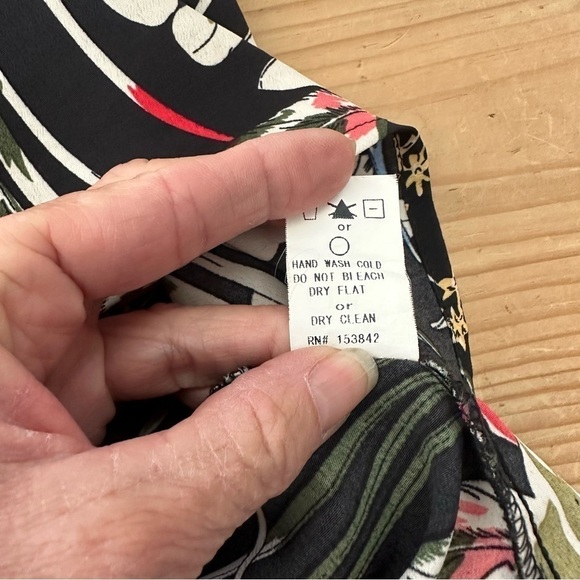 or
HAND WASH COLD
DO NOT BLEACH
DRY FLAT
or
DRY CLEAN
RN# 153842